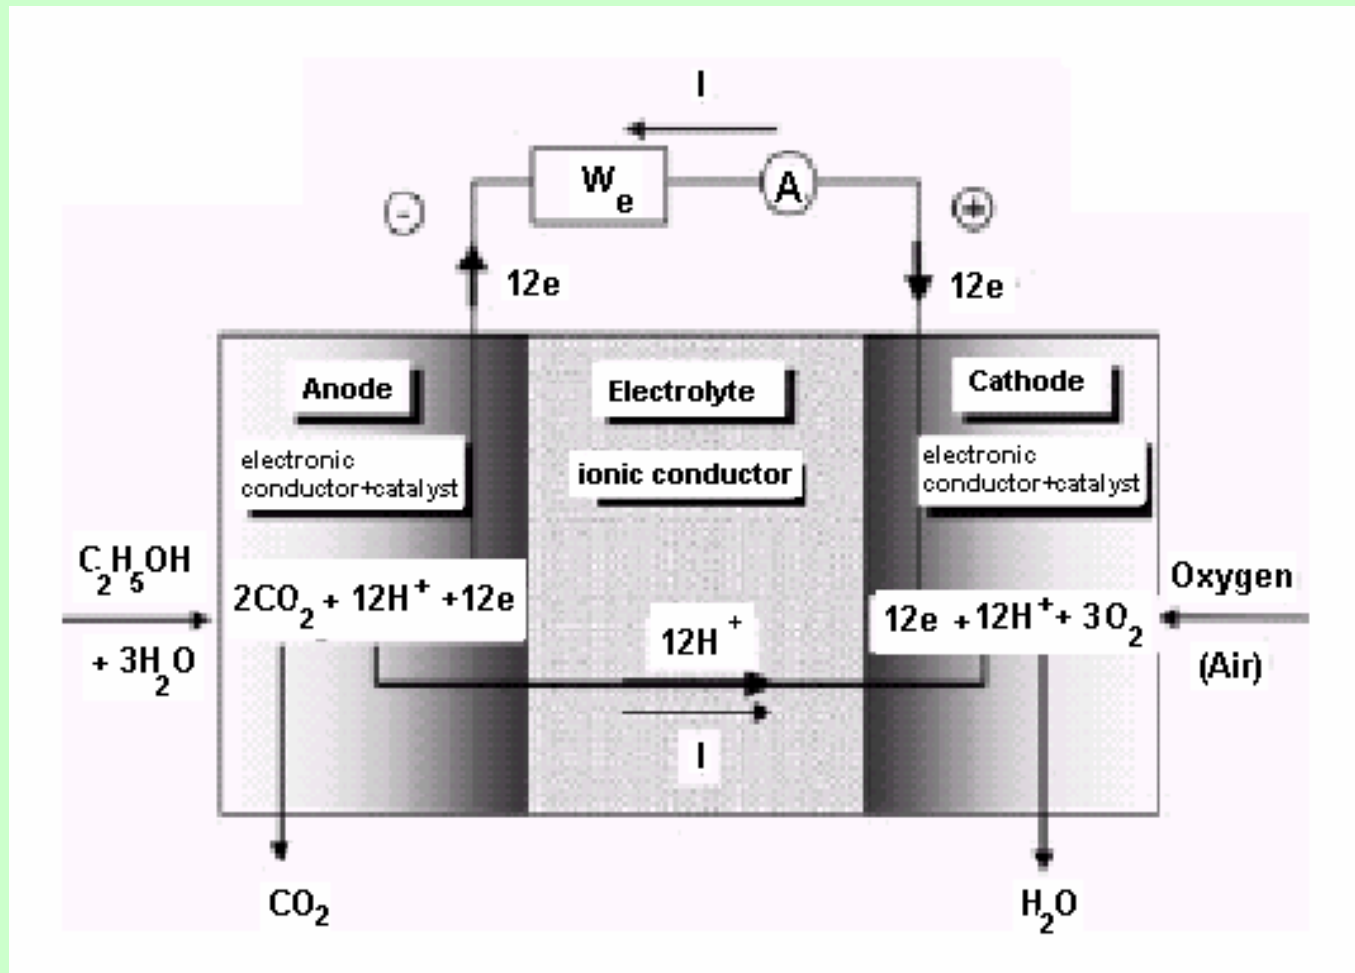 I
W
e
A
-
+
12e
12e
Anode
Electrolyte
Cathode
electronic
conductor+catalyst
ionic conductor
electronic
conductor+catalyst
C₂H₅OH
+ 3H₂O
2CO₂ + 12H⁺ +12e
12H⁺
I
12e +12H⁺+ 3O₂
Oxygen
(Air)
CO₂
H₂O